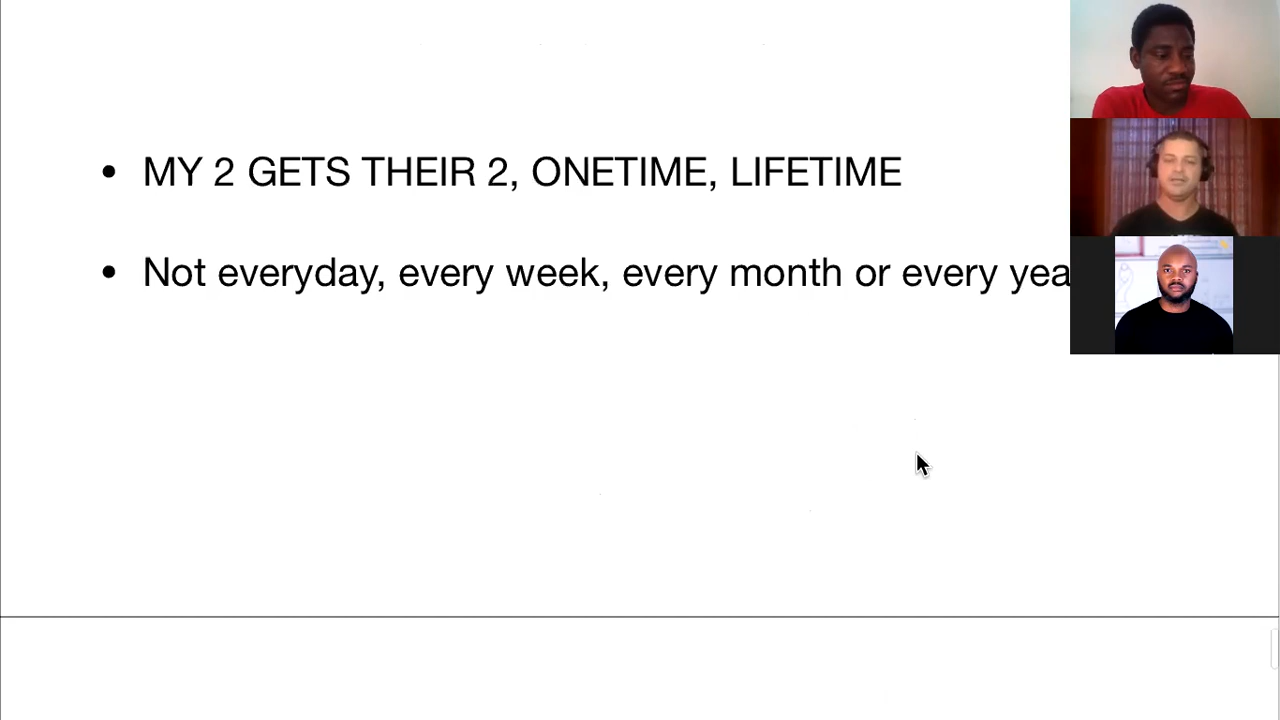 • MY 2 GETS THEIR 2, ONETIME, LIFETIME
• Not everyday, every week, every month or every yea